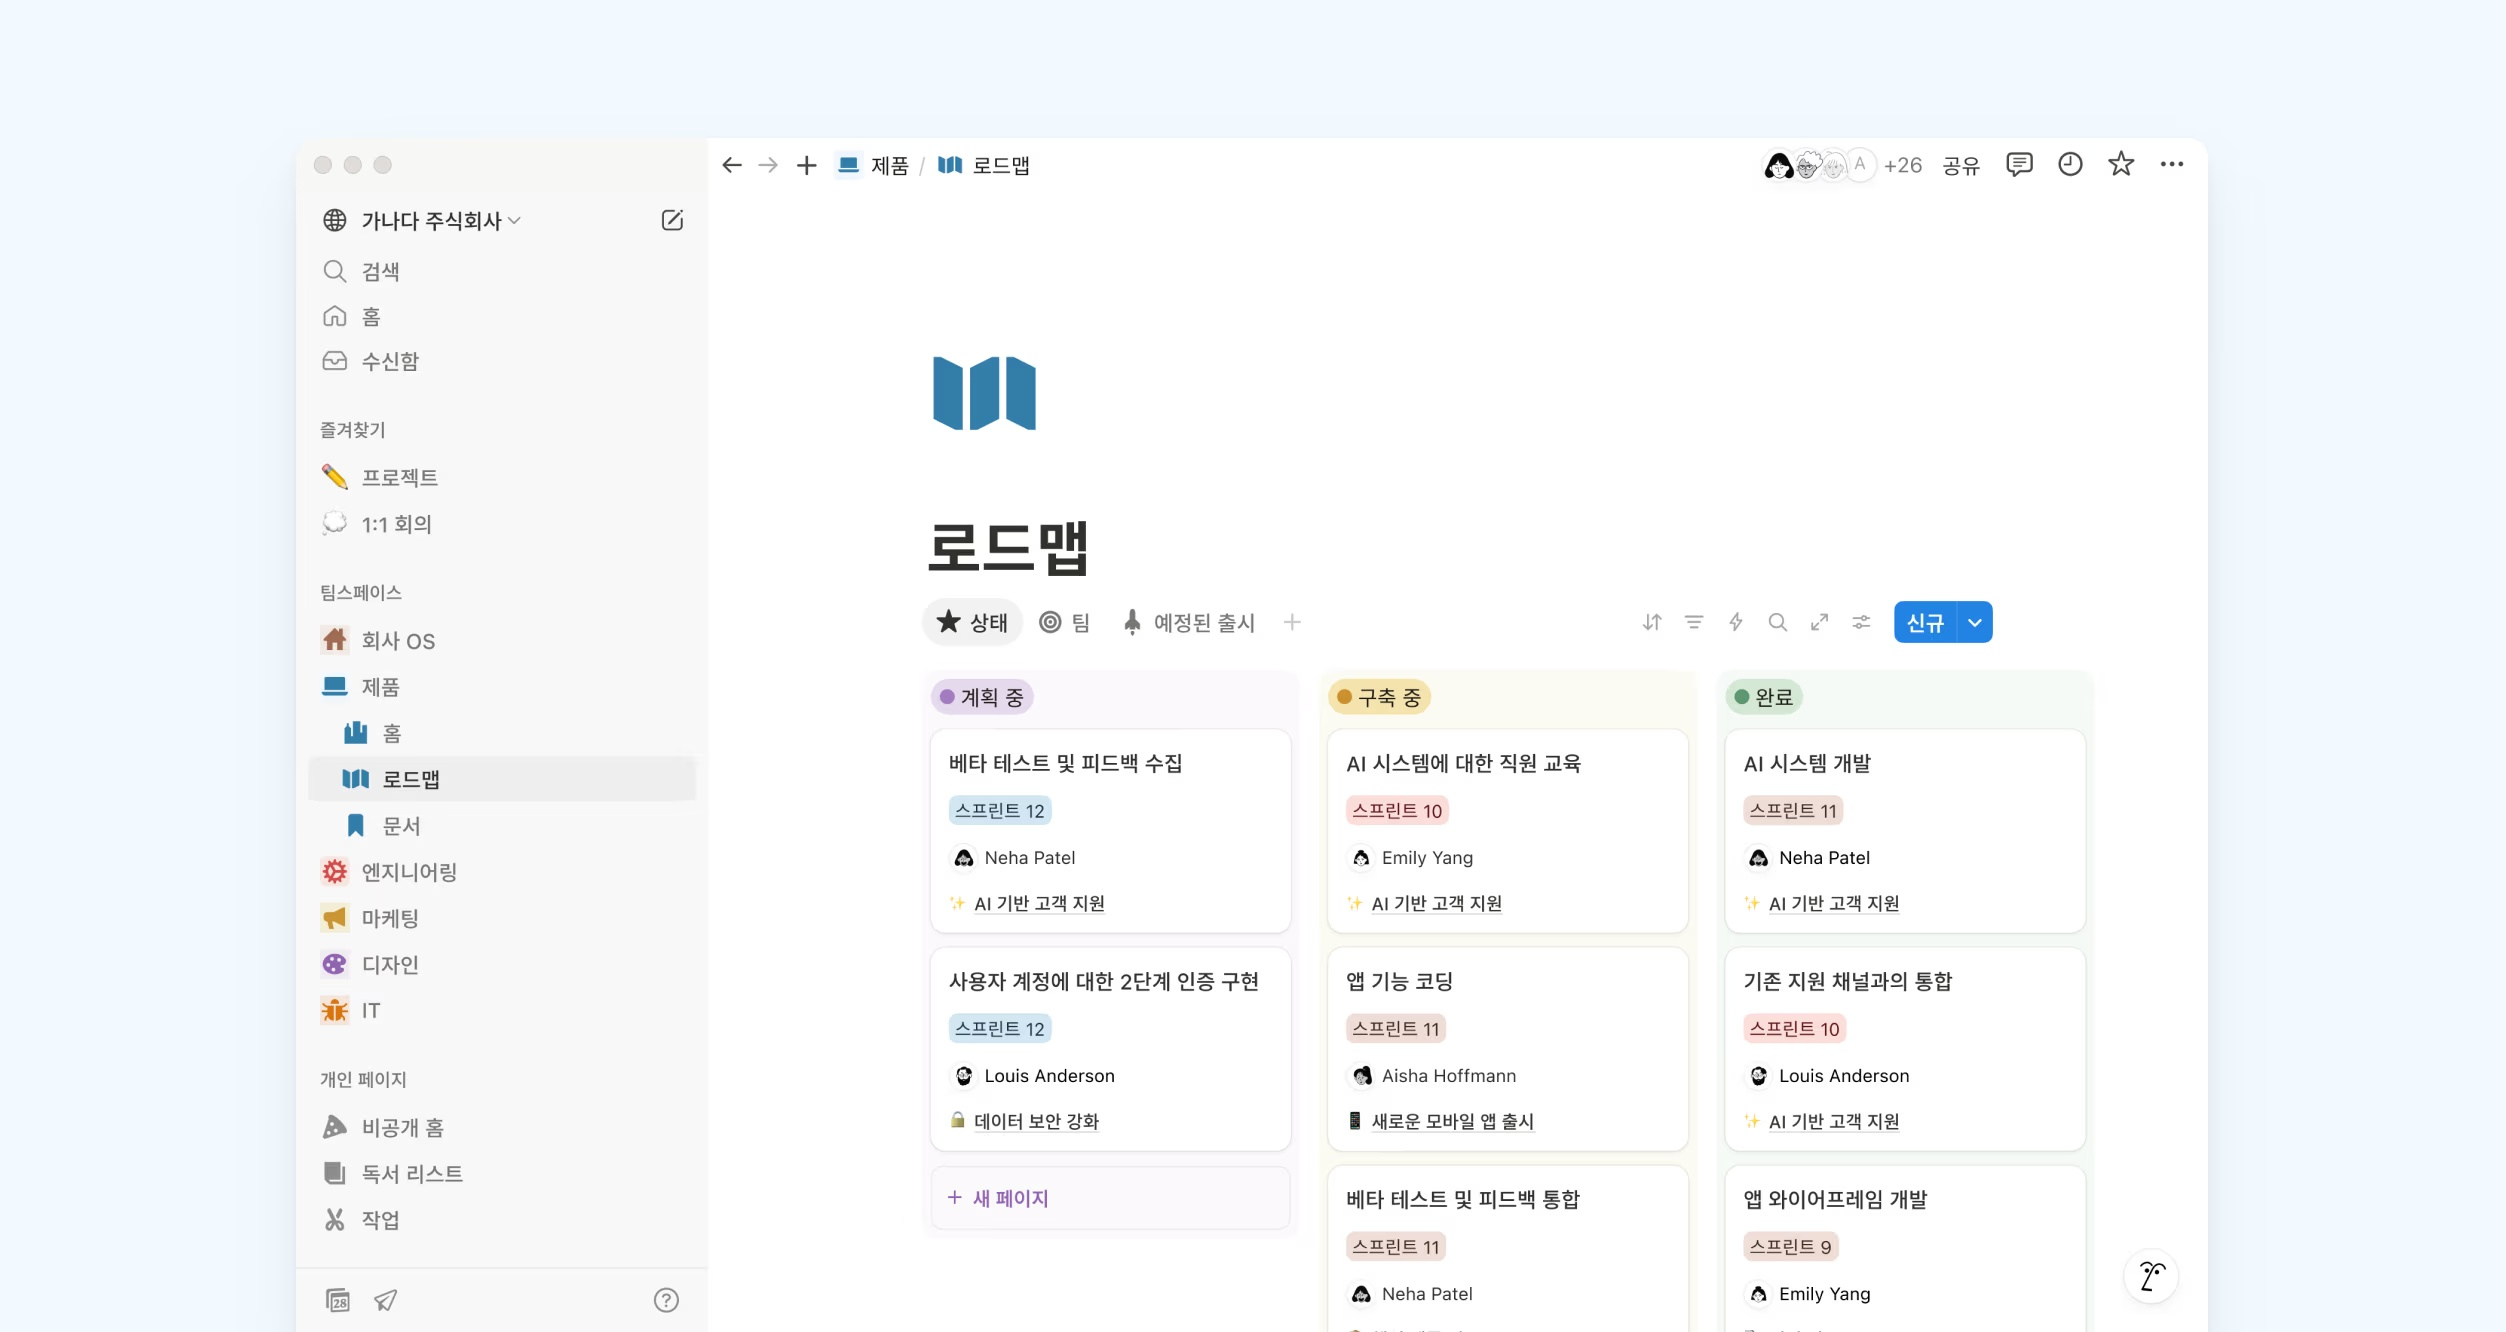 제품 / 로드맵
A +26 공유
가나다 주식회사
검색
홈
수신함
즐겨찾기
프로젝트
1:1 회의
팀스페이스
회사 OS
제품
홈
로드맵
문서
엔지니어링
마케팅
디자인
IT
개인 페이지
비공개 홈
독서 리스트
작업
28
로드맵
상태 팀 예정된 출시
신규
계획 중
베타 테스트 및 피드백 수집
스프린트 12
Neha Patel
AI 기반 고객 지원
사용자 계정에 대한 2단계 인증 구현
스프린트 12
Louis Anderson
데이터 보안 강화
+ 새 페이지
구축 중
AI 시스템에 대한 직원 교육
스프린트 10
Emily Yang
AI 기반 고객 지원
앱 기능 코딩
스프린트 11
Aisha Hoffmann
새로운 모바일 앱 출시
베타 테스트 및 피드백 통합
스프린트 11
Neha Patel
완료
AI 시스템 개발
스프린트 11
Neha Patel
AI 기반 고객 지원
기존 지원 채널과의 통합
스프린트 10
Louis Anderson
AI 기반 고객 지원
앱 와이어프레임 개발
스프린트 9
Emily Yang